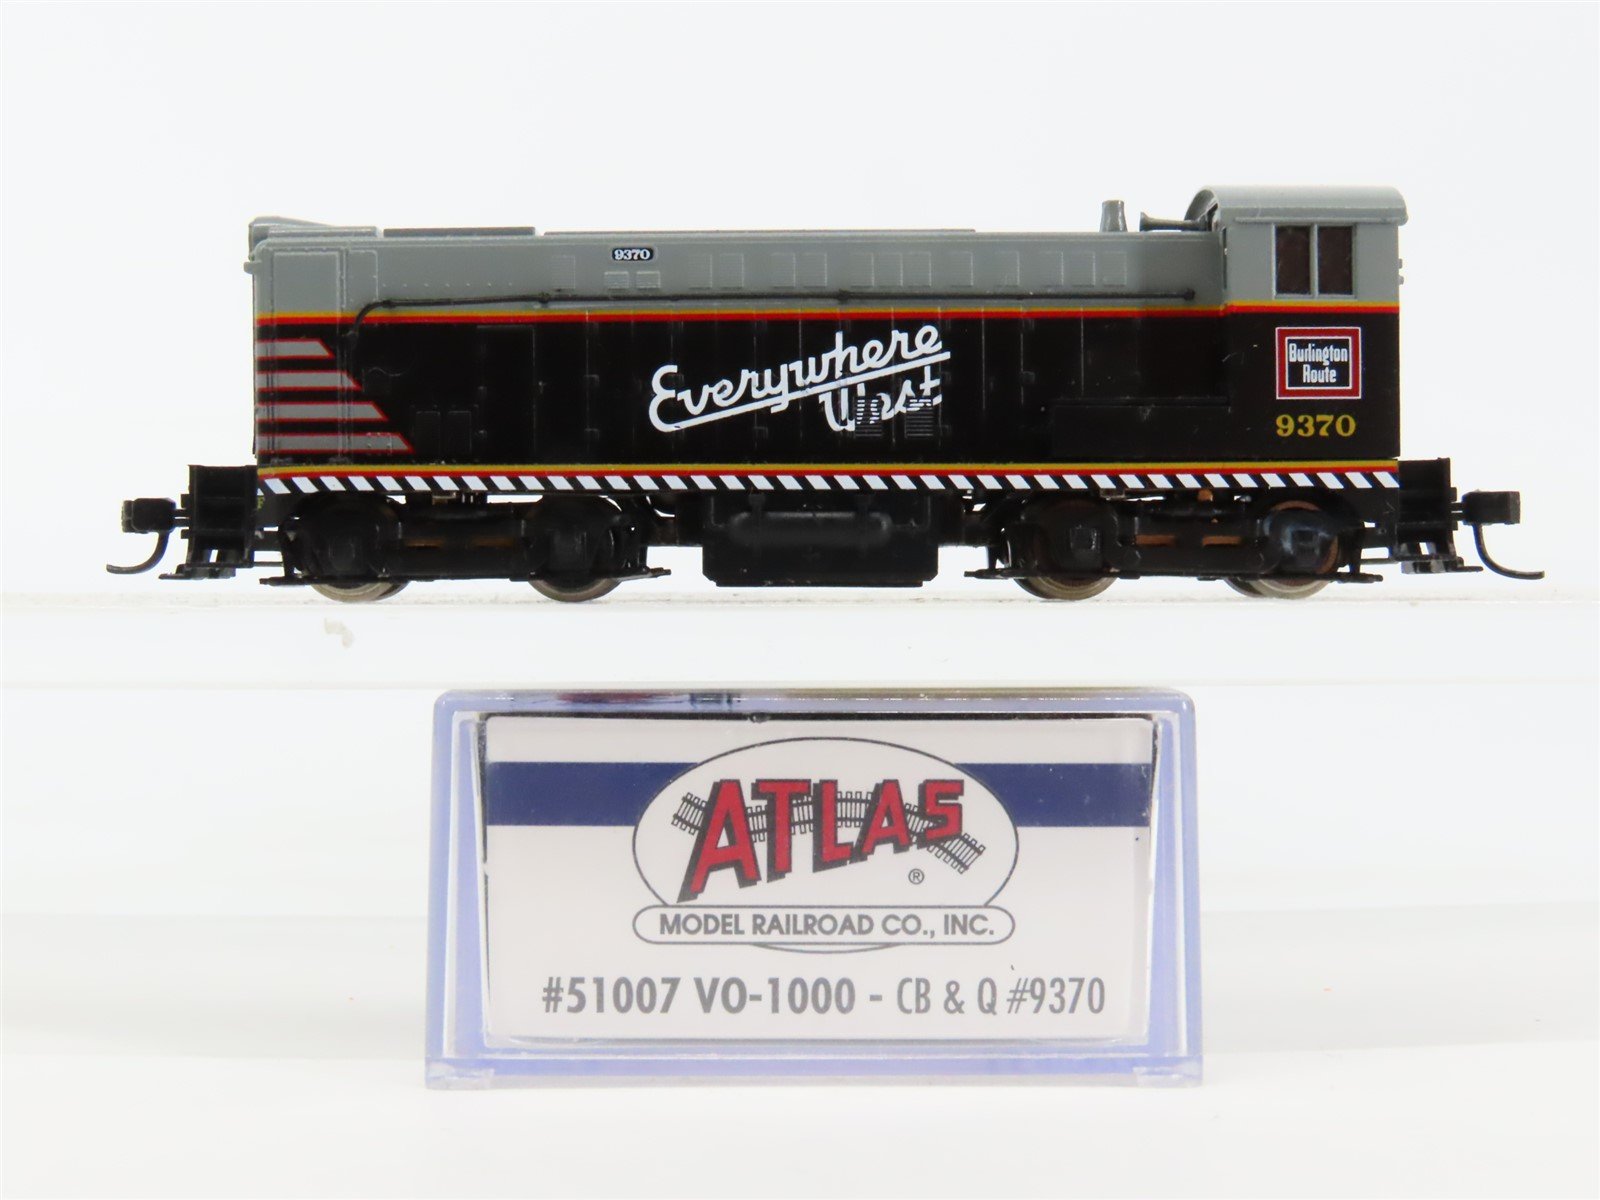 9370
Everywhere
West
Burlington
Route
9370
ATLAS
®
MODEL RAILROAD CO., INC.
#51007 VO-1000 - CB & Q #9370